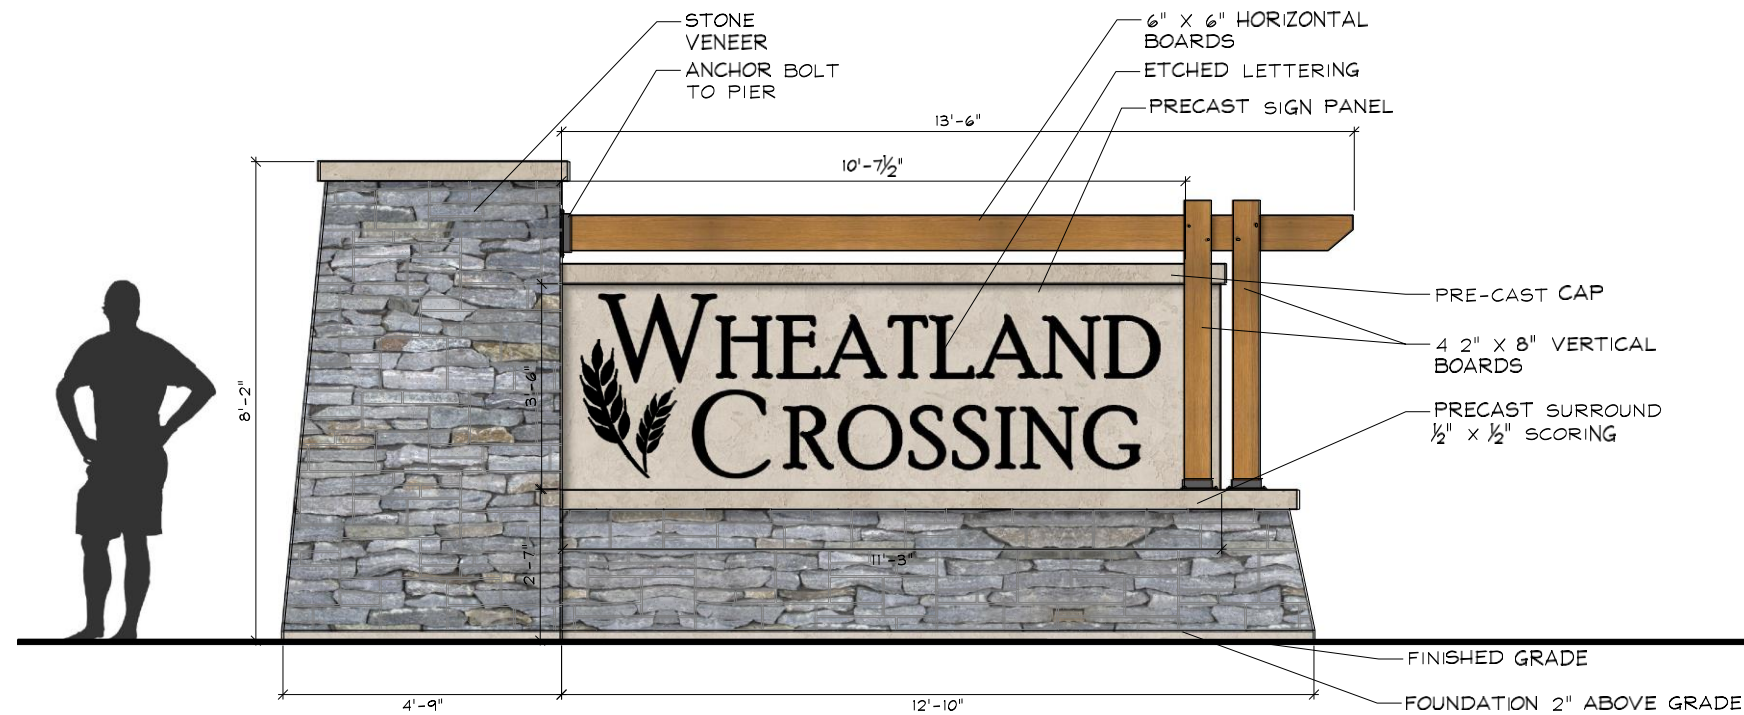 STONE
VENEER
ANCHOR BOLT
TO PIER
6" X 6" HORIZONTAL
BOARDS
ETCHED LETTERING
PRECAST SIGN PANEL
13'-6"
10'-7½"
8'-2"
3'-6"
2'-7"
11'-3"
WHEATLAND
CROSSING
PRE-CAST CAP
4 2" X 8" VERTICAL
BOARDS
PRECAST SURROUND
½" X ½" SCORING
FINISHED GRADE
FOUNDATION 2" ABOVE GRADE
4'-9"
12'-10"